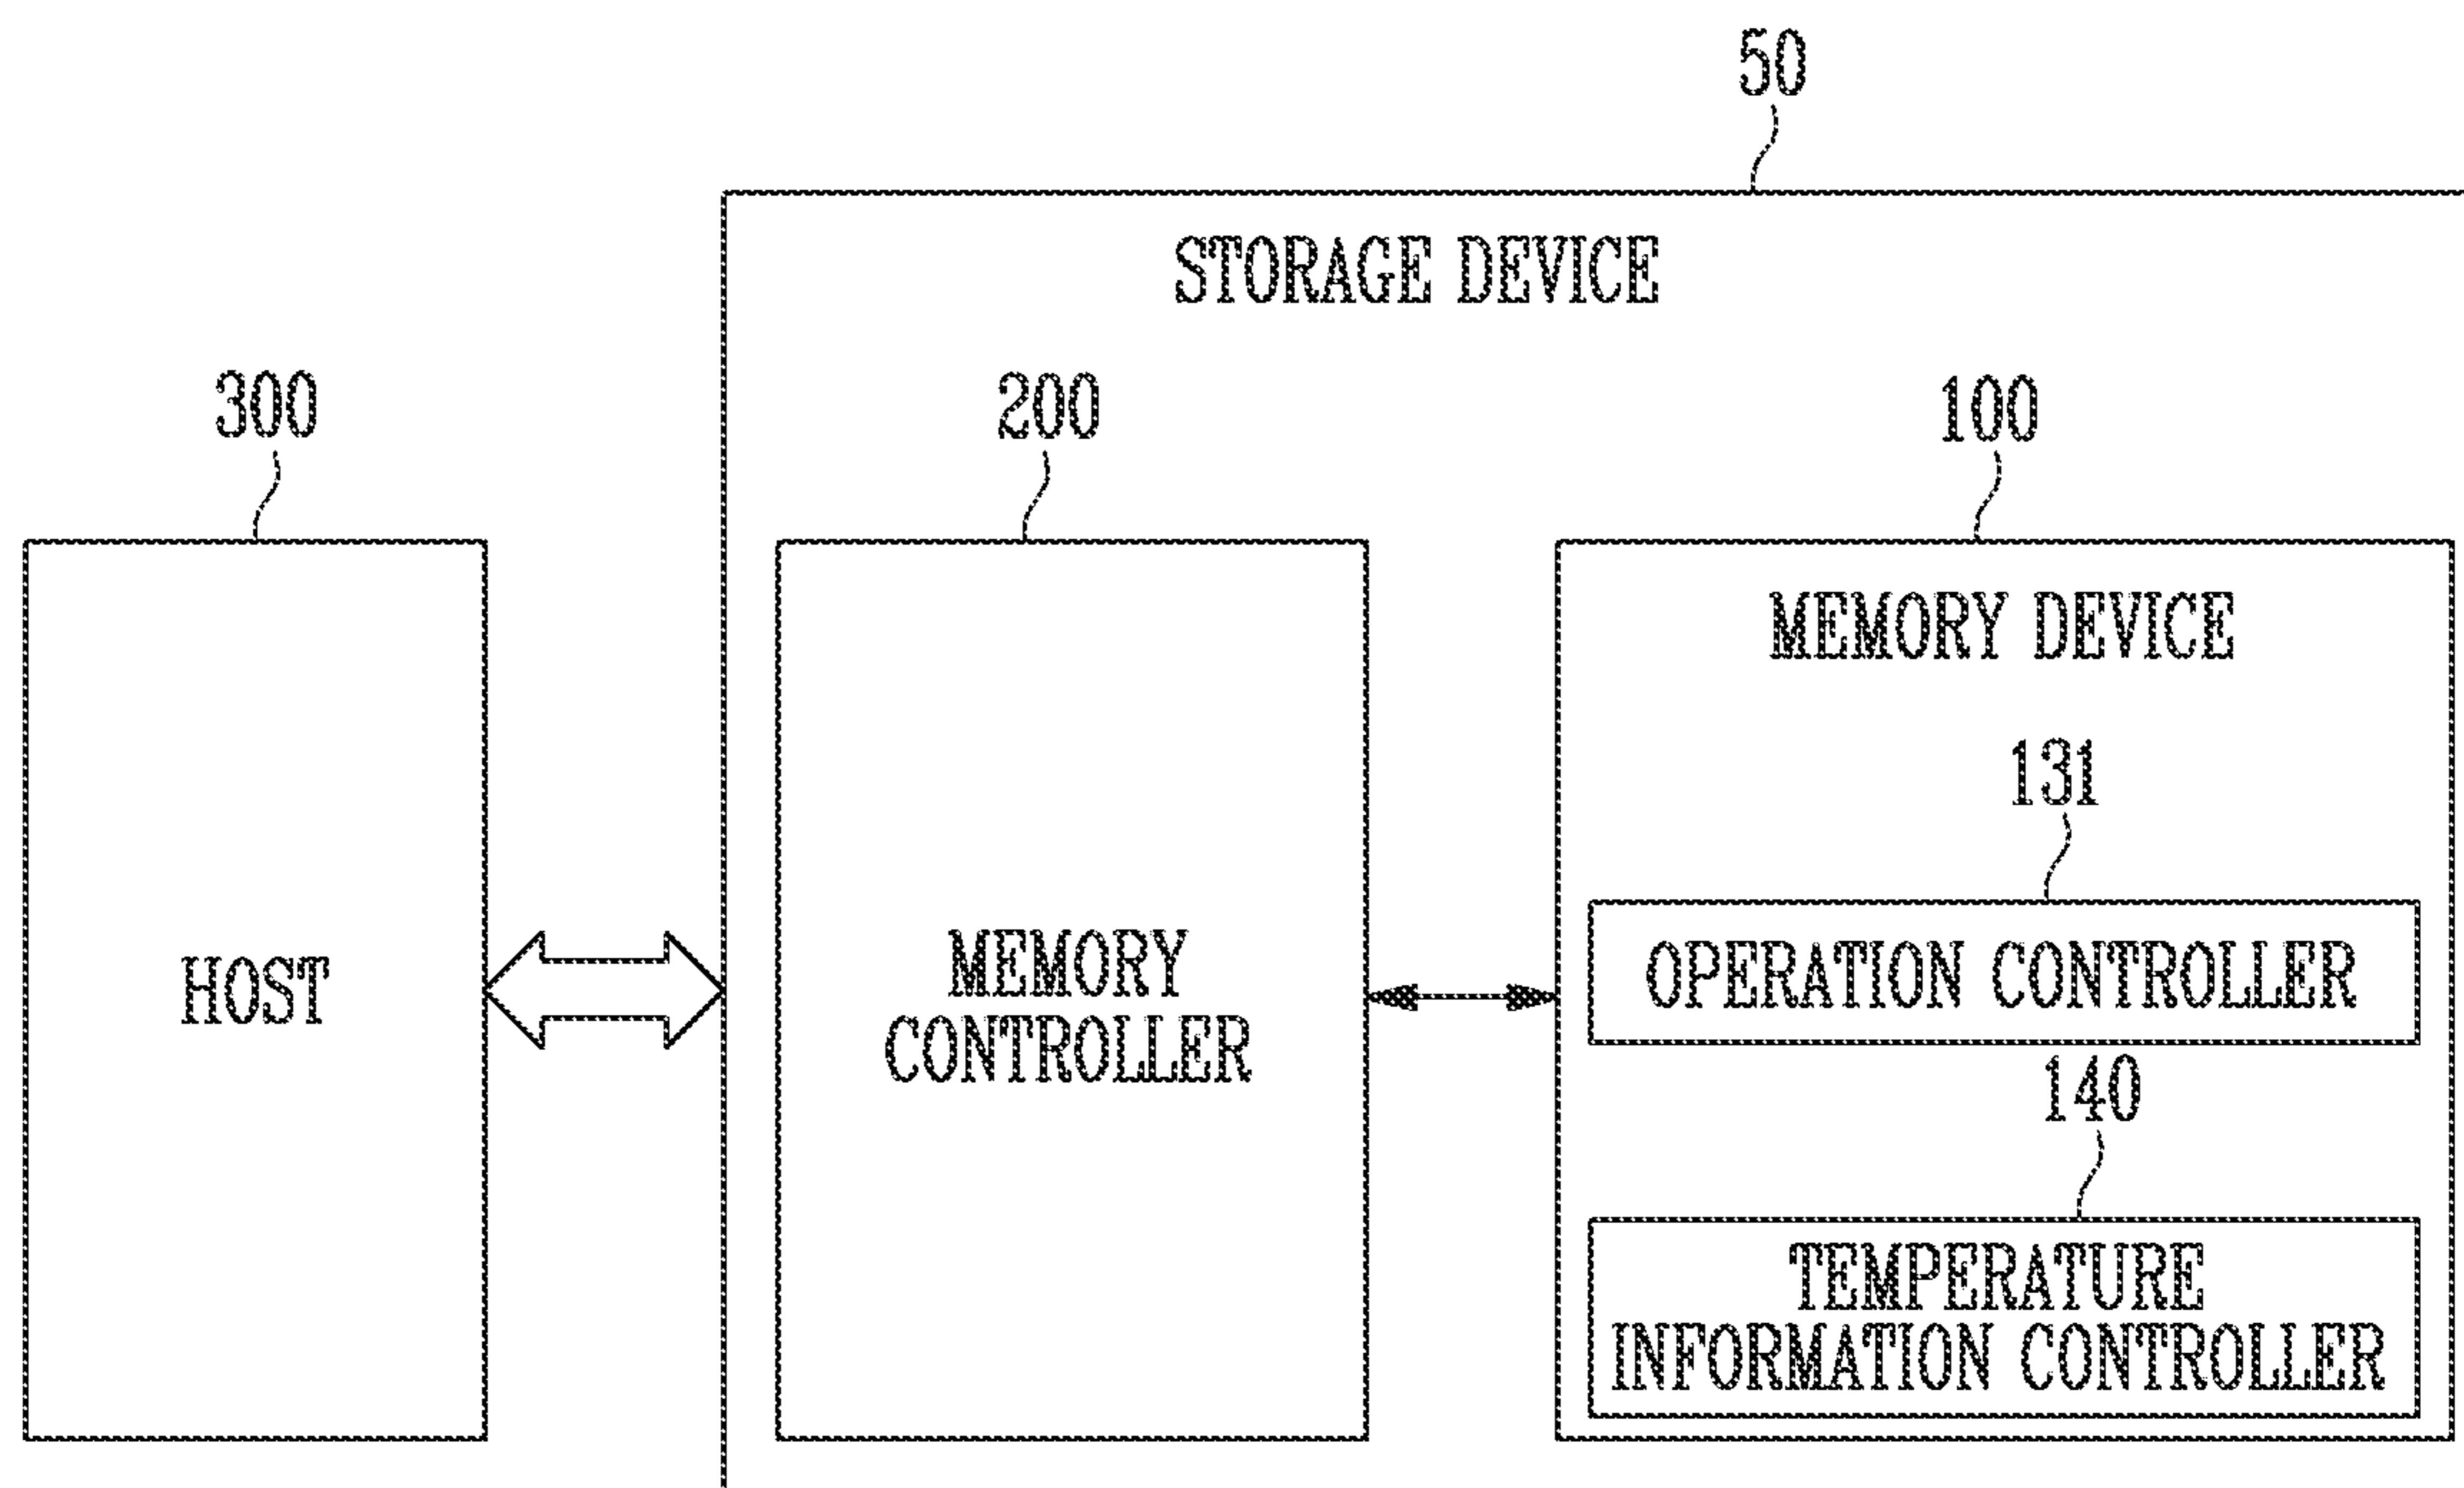 50
STORAGE DEVICE
300
200
100
MEMORY DEVICE
131
HOST
MEMORY
CONTROLLER
OPERATION CONTROLLER
140
TEMPERATURE
INFORMATION CONTROLLER